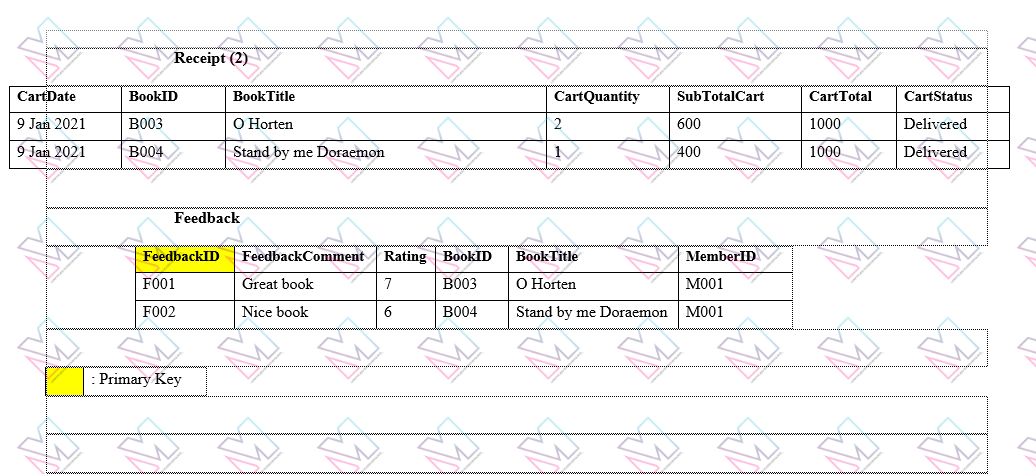 Receipt (2)
CartDate BookID BookTitle CartQuantity SubTotalCart CartTotal CartStatus
9 Jan 2021 B003 O Horten 2 600 1000 Delivered
9 Jan 2021 B004 Stand by me Doraemon 1 400 1000 Delivered
Feedback
FeedbackID FeedbackComment Rating BookID BookTitle MemberID
F001 Great book 7 B003 O Horten M001
F002 Nice book 6 B004 Stand by me Doraemon M001
: Primary Key